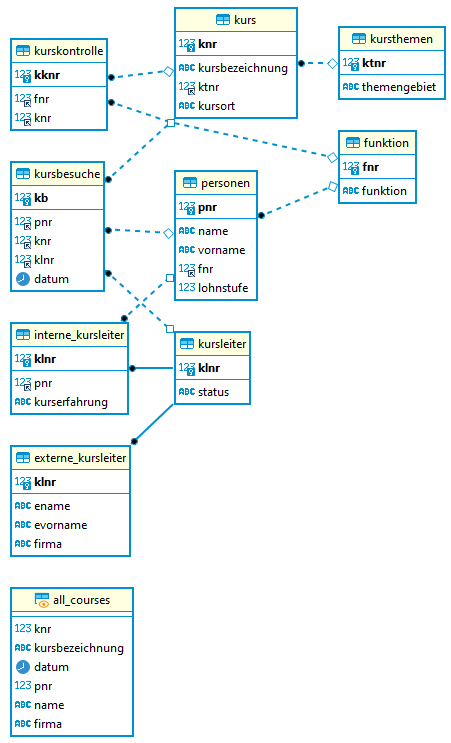 kurs
123 knr
ABC kursbezeichnung
123 ktnr
ABC kursort
kursthemen
123 ktnr
ABC themengebiet
kurskontrolle
123 kknr
123 fnr
123 knr
funktion
123 fnr
ABC funktion
kursbesuche
123 kb
123 pnr
123 knr
123 klnr
datum
personen
123 pnr
ABC name
ABC vorname
123 fnr
123 lohnstufe
interne_kursleiter
123 klnr
123 pnr
ABC kurserfahrung
kursleiter
123 klnr
ABC status
externe_kursleiter
123 klnr
ABC ename
ABC evorname
ABC firma
all_courses
123 knr
ABC kursbezeichnung
datum
123 pnr
ABC name
ABC firma